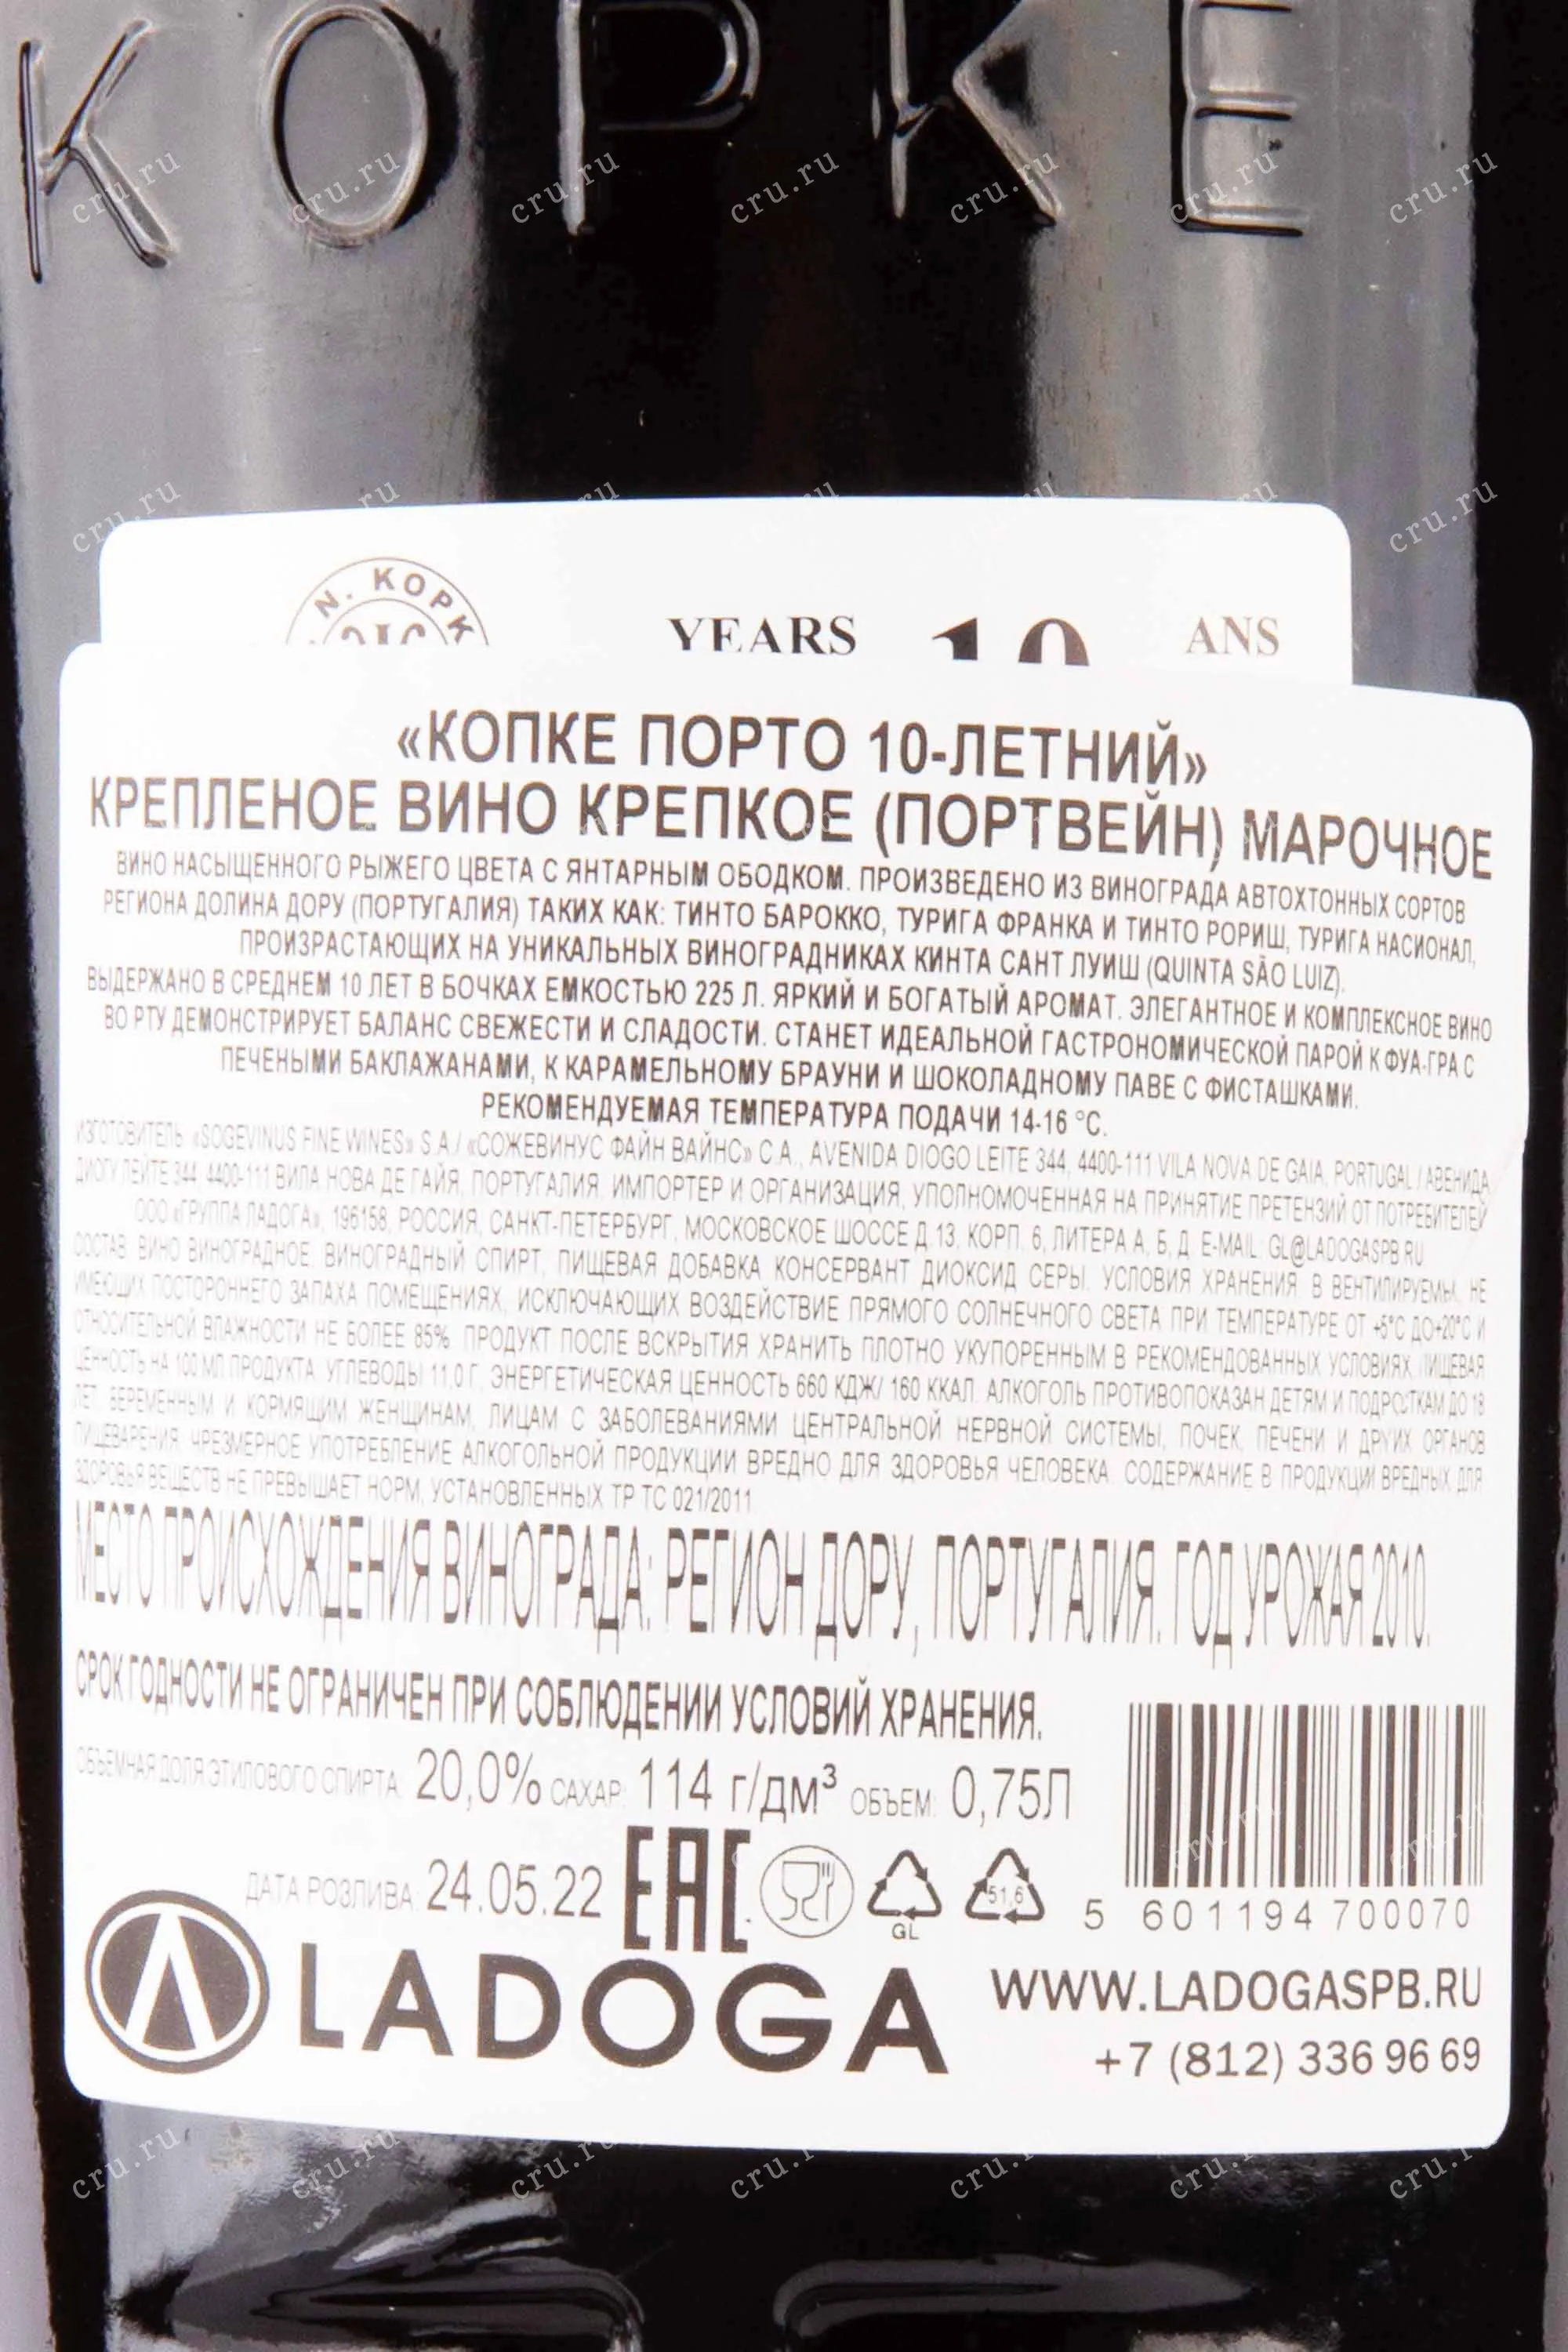 KOPKE
N. KOPK
YEARS 10 ANS
«КОПКЕ ПОРТО 10-ЛЕТНИЙ»
КРЕПЛЕНОЕ ВИНО КРЕПКОЕ (ПОРТВЕЙН) МАРОЧНОЕ
ВИНО НАСЫЩЕННОГО РЫЖЕГО ЦВЕТА С ЯНТАРНЫМ ОБОДКОМ. ПРОИЗВЕДЕНО ИЗ ВИНОГРАДА АВТОХТОННЫХ СОРТОВ
РЕГИОНА ДОЛИНА ДОРУ (ПОРТУГАЛИЯ) ТАКИХ КАК: ТИНТО БАРОККО, ТУРИГА ФРАНКА И ТИНТО РОРИШ, ТУРИГА НАСИОНАЛ,
ПРОИЗРАСТАЮЩИХ НА УНИКАЛЬНЫХ ВИНОГРАДНИКАХ КИНТА САНТ ЛУИШ (QUINTA SÃO LUIZ).
ВЫДЕРЖАНО В СРЕДНЕМ 10 ЛЕТ В БОЧКАХ ЕМКОСТЬЮ 225 Л. ЯРКИЙ И БОГАТЫЙ АРОМАТ. ЭЛЕГАНТНОЕ И КОМПЛЕКСНОЕ ВИНО
ВО РТУ ДЕМОНСТРИРУЕТ БАЛАНС СВЕЖЕСТИ И СЛАДОСТИ. СТАНЕТ ИДЕАЛЬНОЙ ГАСТРОНОМИЧЕСКОЙ ПАРОЙ К ФУА-ГРА С
ПЕЧЕНЫМИ БАКЛАЖАНАМИ, К КАРАМЕЛЬНОМУ БРАУНИ И ШОКОЛАДНОМУ ПАВЕ С ФИСТАШКАМИ.
РЕКОМЕНДУЕМАЯ ТЕМПЕРАТУРА ПОДАЧИ 14-16 °С.
ИЗГОТОВИТЕЛЬ: «SOGEVINUS FINE WINES» S.A./ «СОЖЕВИНУС ФАЙН ВАЙНС» С.А., AVENIDA DIOGO LEITE 344, 4400-111 VILA NOVA DE GAIA, PORTUGAL / АВЕНИДА
ДИОГУ ЛЕЙТЕ 344, 4400-111 ВИЛА НОВА ДЕ ГАЙЯ, ПОРТУГАЛИЯ. ИМПОРТЕР И ОРГАНИЗАЦИЯ, УПОЛНОМОЧЕННАЯ НА ПРИНЯТИЕ ПРЕТЕНЗИЙ ОТ ПОТРЕБИТЕЛЕЙ
ООО «ГРУППА ЛАДОГА», 196158, РОССИЯ, САНКТ-ПЕТЕРБУРГ, МОСКОВСКОЕ ШОССЕ Д.13, КОРП. 6, ЛИТЕРА А, Б, Д. E-MAIL: GL@LADOGASPB.RU
СОСТАВ: ВИНО ВИНОГРАДНОЕ, ВИНОГРАДНЫЙ СПИРТ, ПИЩЕВАЯ ДОБАВКА КОНСЕРВАНТ ДИОКСИД СЕРЫ. УСЛОВИЯ ХРАНЕНИЯ: В ВЕНТИЛИРУЕМЫХ, НЕ
ИМЕЮЩИХ ПОСТОРОННЕГО ЗАПАХА ПОМЕЩЕНИЯХ, ИСКЛЮЧАЮЩИХ ВОЗДЕЙСТВИЕ ПРЯМОГО СОЛНЕЧНОГО СВЕТА ПРИ ТЕМПЕРАТУРЕ ОТ +5°С ДО+20°С И
ОТНОСИТЕЛЬНОЙ ВЛАЖНОСТИ НЕ БОЛЕЕ 85%. ПРОДУКТ ПОСЛЕ ВСКРЫТИЯ ХРАНИТЬ ПЛОТНО УКУПОРЕННЫМ В РЕКОМЕНДОВАННЫХ УСЛОВИЯХ. ПИЩЕВАЯ
ЦЕННОСТЬ НА 100 МЛ ПРОДУКТА: УГЛЕВОДЫ 11,0 Г, ЭНЕРГЕТИЧЕСКАЯ ЦЕННОСТЬ 660 КДЖ/ 160 ККАЛ. АЛКОГОЛЬ ПРОТИВОПОКАЗАН ДЕТЯМ И ПОДРОСТКАМ ДО 18
ЛЕТ, БЕРЕМЕННЫМ И КОРМЯЩИМ ЖЕНЩИНАМ, ЛИЦАМ С ЗАБОЛЕВАНИЯМИ ЦЕНТРАЛЬНОЙ НЕРВНОЙ СИСТЕМЫ, ПОЧЕК, ПЕЧЕНИ И ДРУГИХ ОРГАНОВ
ПИЩЕВАРЕНИЯ. ЧРЕЗМЕРНОЕ УПОТРЕБЛЕНИЕ АЛКОГОЛЬНОЙ ПРОДУКЦИИ ВРЕДНО ДЛЯ ЗДОРОВЬЯ ЧЕЛОВЕКА. СОДЕРЖАНИЕ В ПРОДУКЦИИ ВРЕДНЫХ ДЛЯ
ЗДОРОВЬЯ ВЕЩЕСТВ НЕ ПРЕВЫШАЕТ НОРМ, УСТАНОВЛЕННЫХ ТР ТС 021/2011
МЕСТО ПРОИСХОЖДЕНИЯ ВИНОГРАДА: РЕГИОН ДОРУ, ПОРТУГАЛИЯ. ГОД УРОЖАЯ 2010.
СРОК ГОДНОСТИ НЕ ОГРАНИЧЕН ПРИ СОБЛЮДЕНИИ УСЛОВИЙ ХРАНЕНИЯ.
ОБЪЕМНАЯ ДОЛЯ ЭТИЛОВОГО СПИРТА: 20,0% САХАР: 114 г/дм³ ОБЪЕМ: 0,75Л
ДАТА РОЗЛИВА: 24.05.22 EAC
GL
51,6
5 601194 700070
LADOGA
WWW.LADOGASPB.RU
+7 (812) 336 96 69
cru.ru